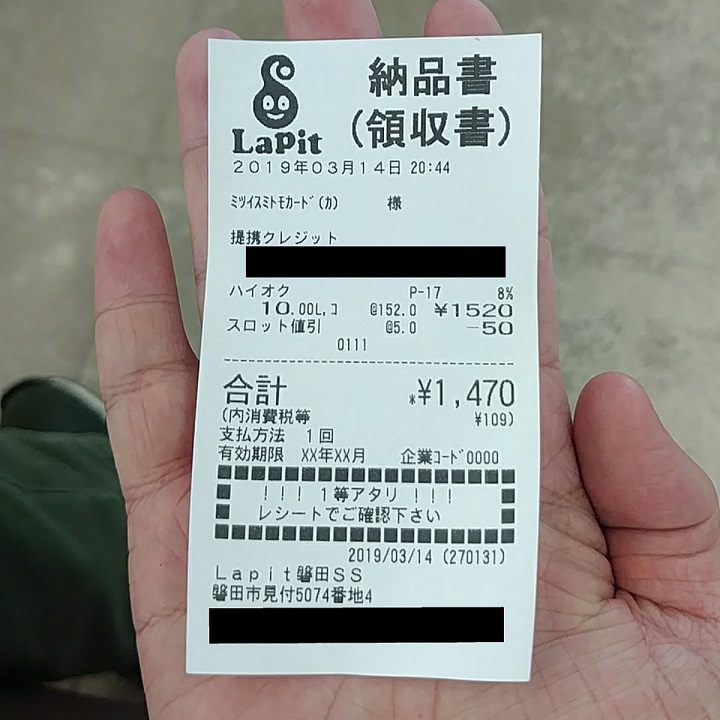 納品書
(領収書)
Lapit
2019年03月14日 20:44
ミツイスミトモカード(カ) 様
提携クレジット
ハイオク P-17 8%
10.00L,コ @152.0 ¥1520
スロット値引 @5.0 -50
0111
合計 *¥1,470
(内消費税等 ¥109)
支払方法 1回
有効期限 XX年XX月 企業コード0000
!!! 1等アタリ !!!
レシートでご確認下さい
2019/03/14 (270131)
Lapit磐田SS
磐田市見付5074番地4